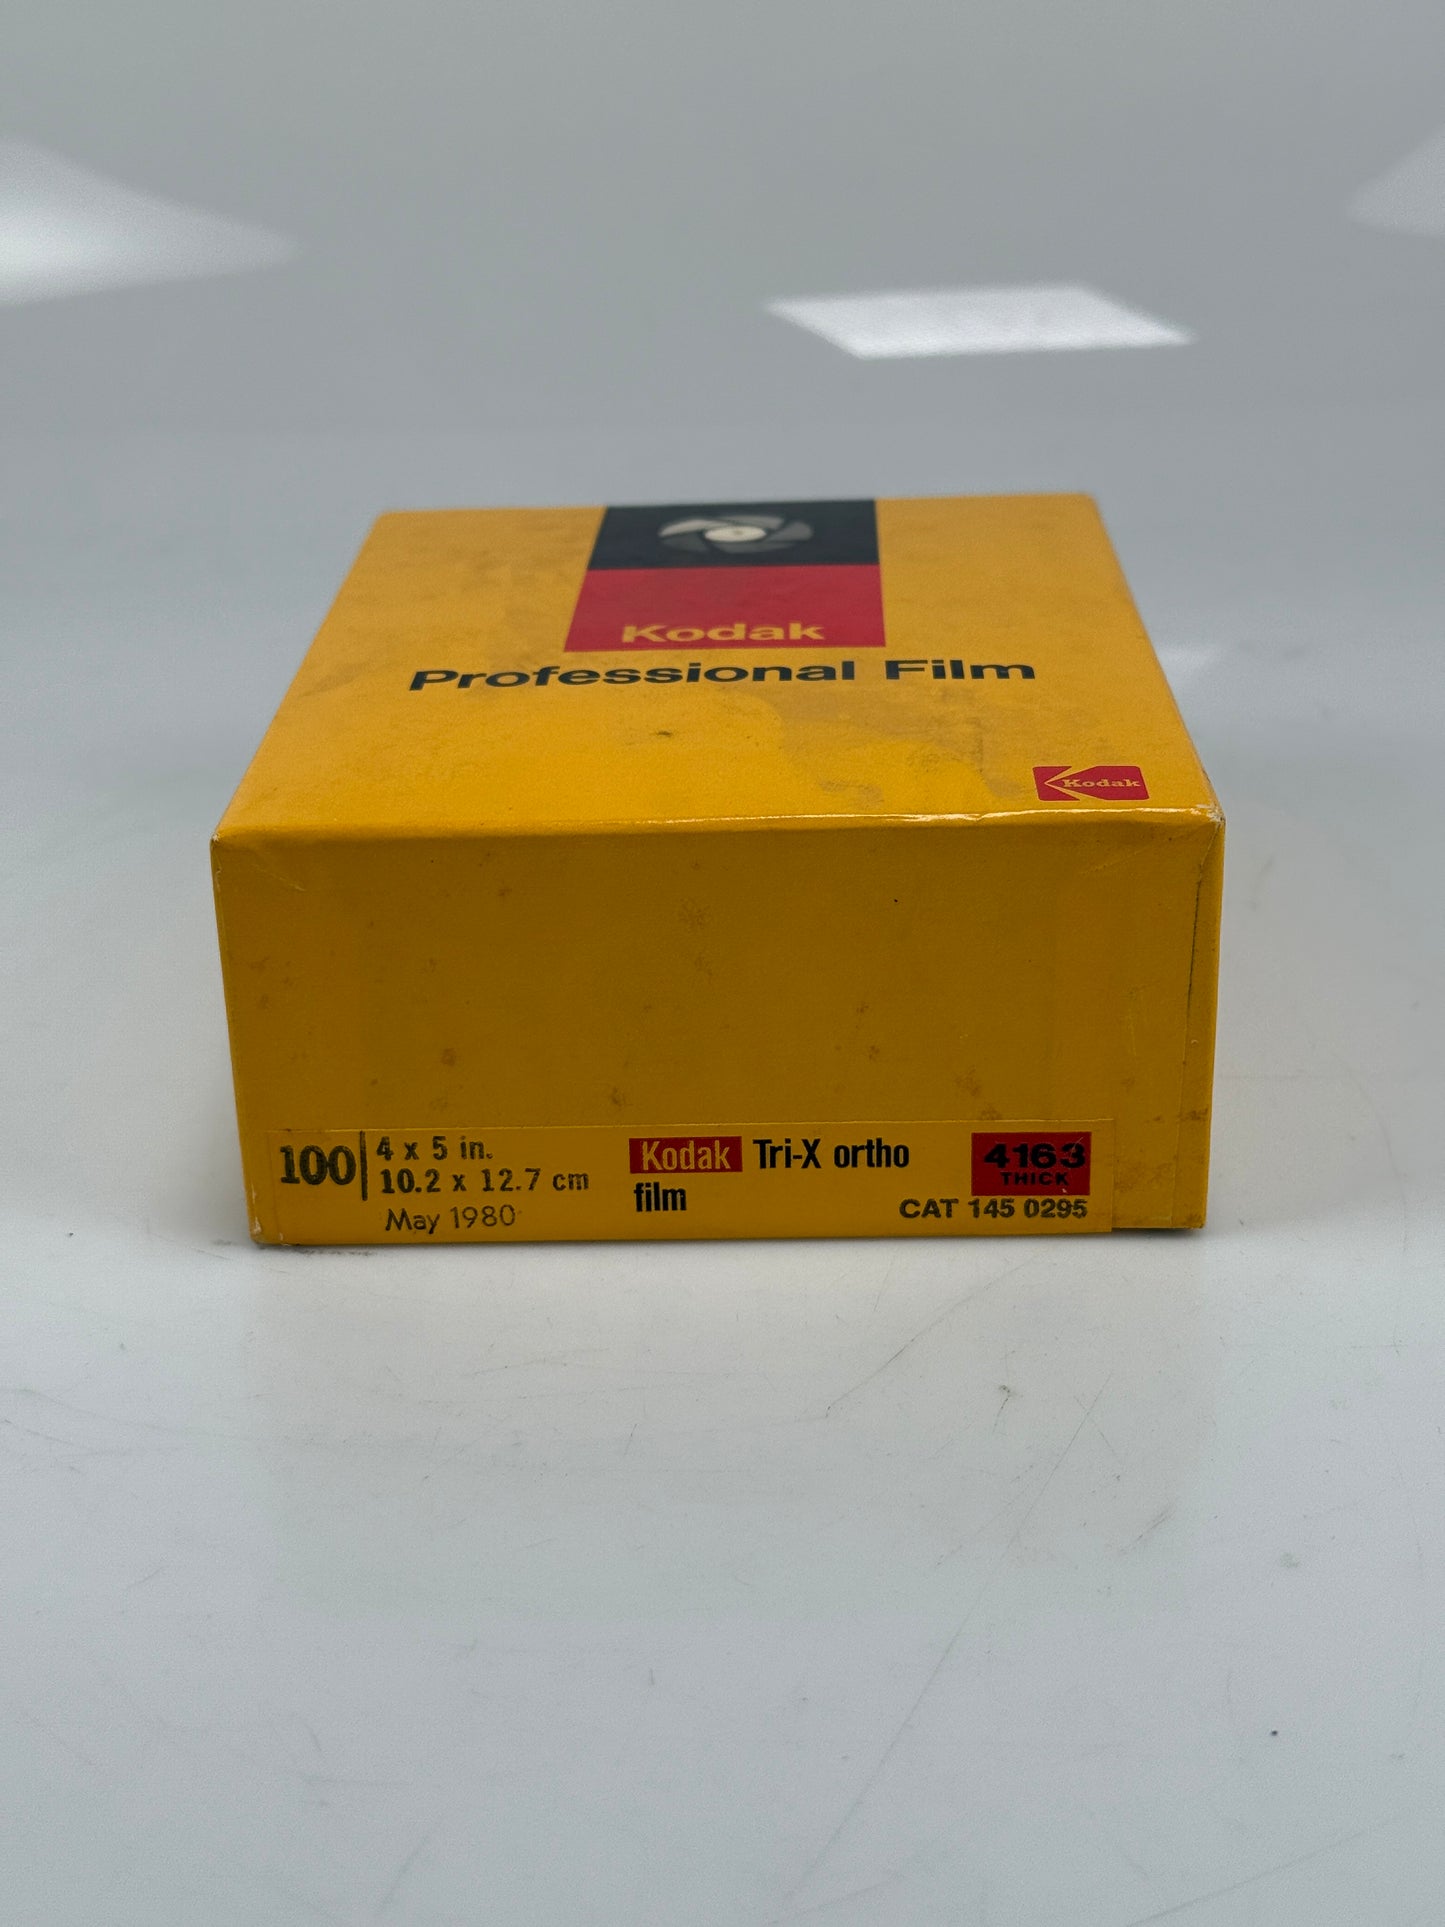 Kodak
Professional Film
Kodak
100 4 x 5 in.
10.2 x 12.7 cm
May 1980
Kodak Tri-X ortho
film
4163
THICK
CAT 145 0295